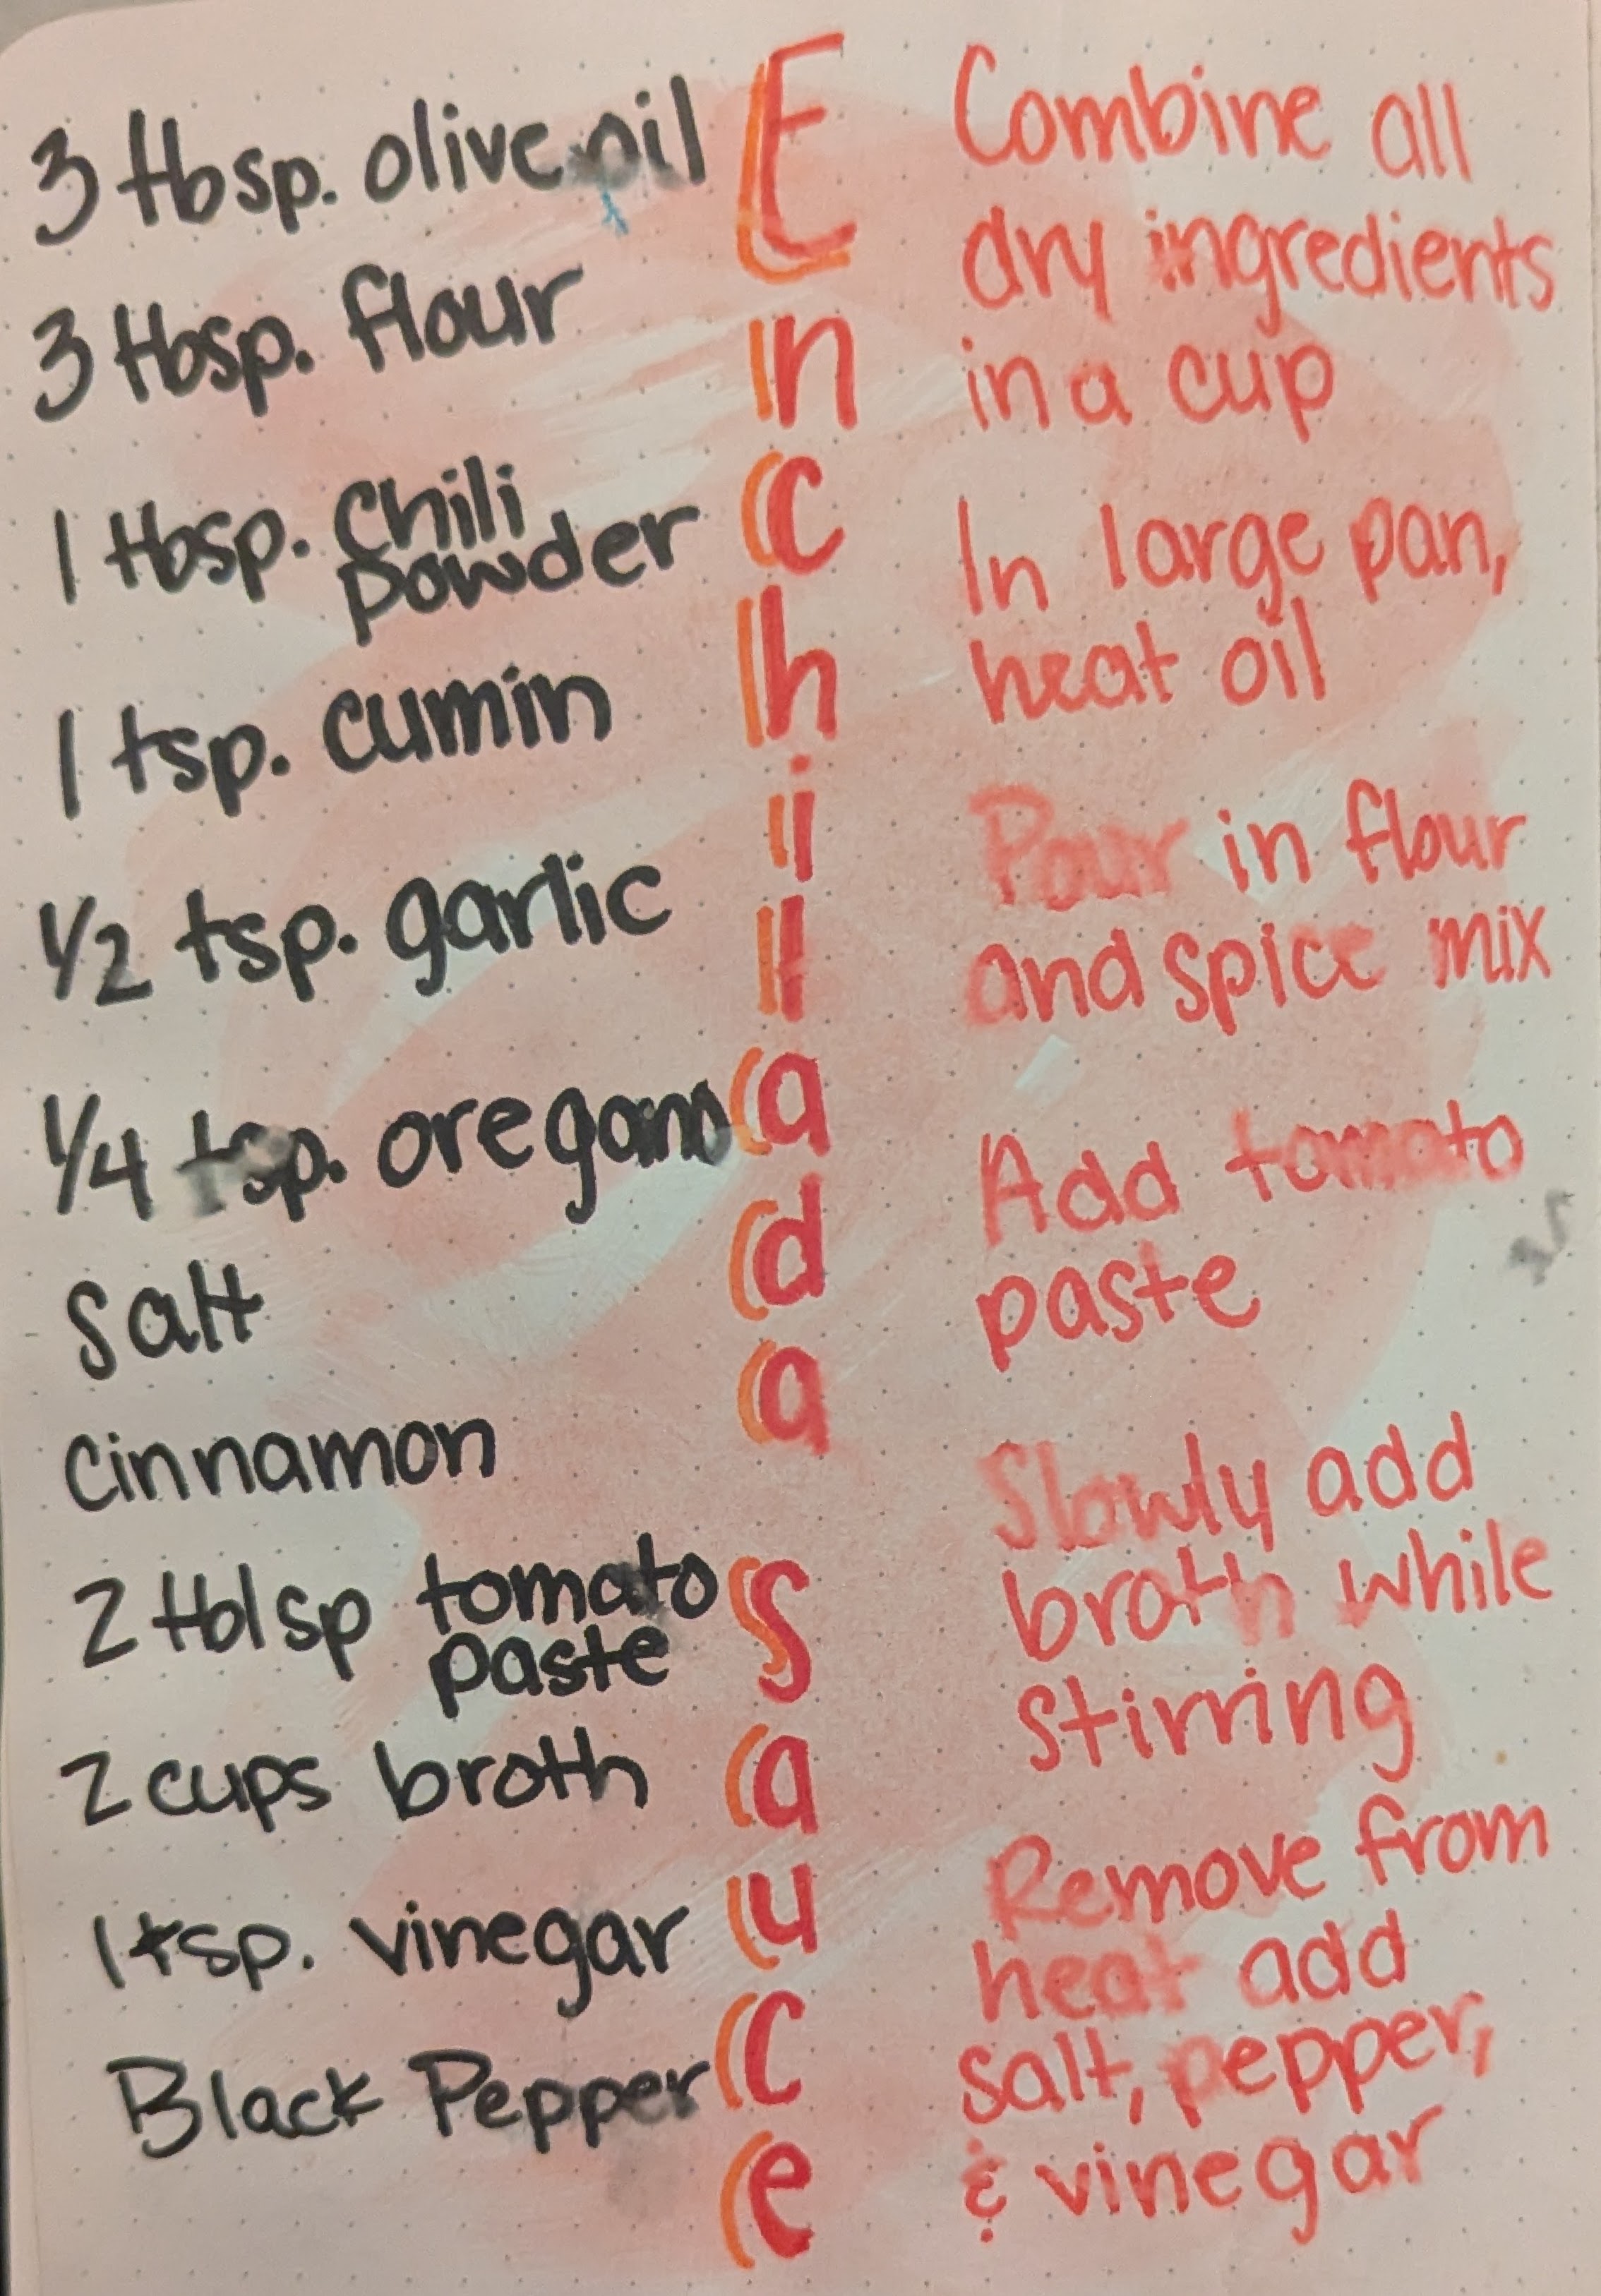 3 tbsp. olive oil
3 tbsp. flour
1 tbsp. chili
powder
1 tsp. cumin
1/2 tsp. garlic
1/4 tsp. oregano
Salt
Cinnamon
2 tblsp tomato
paste
2 cups broth
1 tsp. vinegar
Black Pepper
Enchilada
Sauce
Combine all
dry ingredients
in a cup
In large pan,
heat oil
Pour in flour
and spice mix
Add tomato
paste
Slowly add
broth while
stirring
Remove from
heat add
salt, pepper,
& vinegar